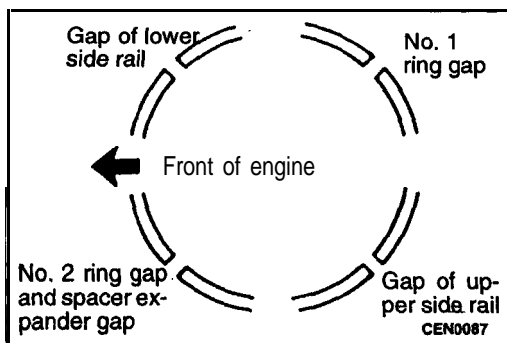 Gap of lower
side rail
No. 1
ring gap
Front of engine
No. 2 ring gap
and spacer ex-
pander gap
Gap of up-
per side rail
CEN0087